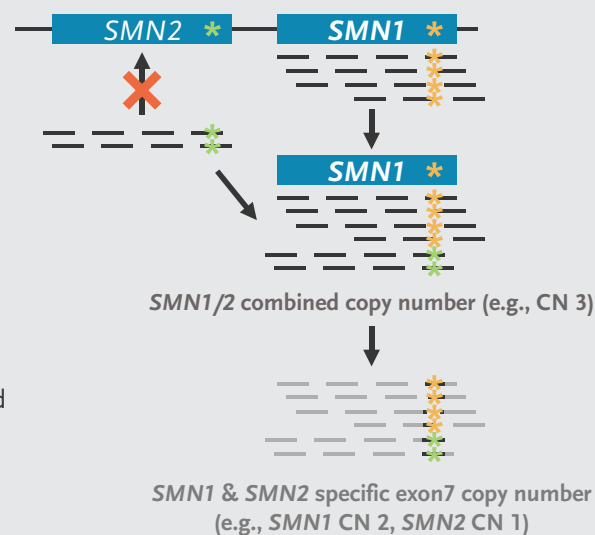 SMN2 * SMN1 *
SMN1 *
SMN1/2 combined copy number (e.g., CN 3)
d
SMN1 & SMN2 specific exon7 copy number
(e.g., SMN1 CN 2, SMN2 CN 1)